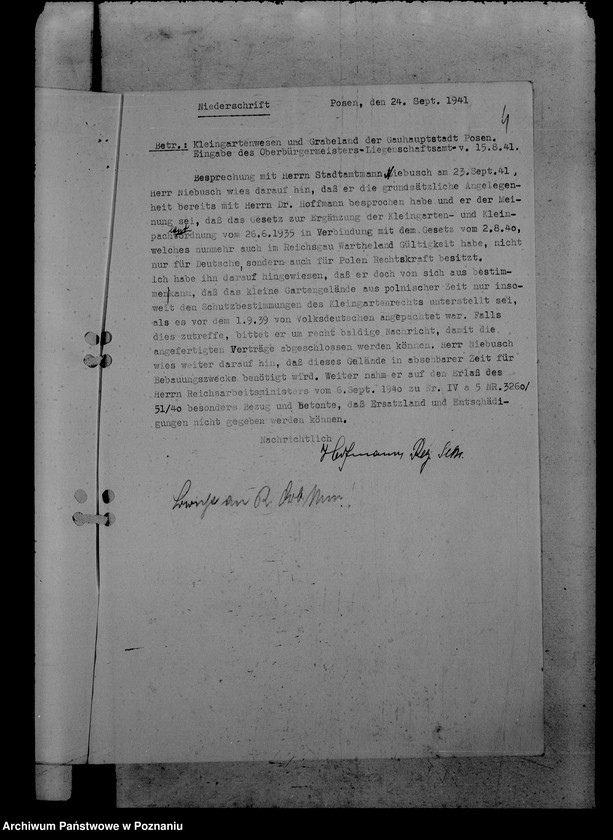 Niederschrift Posen, den 24. Sept. 1941
4
Betr.: Kleingartenwesen und Grabeland der Gauhauptstadt Posen.
Eingabe des Oberbürgermeisters-Liegenschaftsamt-v. 15.8.41.
Besprechung mit Herrn Stadtamtmann Niebusch am 23.Sept.41,
Herr Niebusch wies darauf hin, daß er die grundsätzliche Angelegen-
heit bereits mit Herrn Dr. Hoffmann besprochen habe und er der Mei-
nung sei, daß das Gesetz zur Ergänzung der Kleingarten- und Klein-
pachtordnung vom 26.6.1935 in Verbindung mit dem Gesetz vom 2.8.4o,
welches nunmehr auch im Reichsgau Wartheland Gültigkeit habe, nicht
nur für Deutsche sondern auch für Polen Rechtskraft besitzt.
Ich habe ihn darauf hingewiesen, daß er doch von sich aus bestim-
men kann, daß das kleine Gartengelände aus polnischer Zeit nur inso-
weit den Schutzbestimmungen des Kleingartenrechts unterstellt sei,
als es vor dem 1.9.39 von Volksdeutschen angepachtet war. Falls
dies zutreffe, bittet er um recht baldige Nachricht, damit die
angefertigten Verträge abgeschlossen werden können. Herr Niebusch
wies weiter darauf hin, daß dieses Gelände in absehbarer Zeit für
Bebauungszwecke benötigt wird. Weiter nahm er auf den Erlaß des
Herrn Reichsarbeitsministers vom 6.Sept. 194o zu Nr. IV a 5 NR.326o/
51/4o besonders Bezug und Betonte, daß Ersatzland und Entschädi-
gungen nicht gegeben werden können.
Nachrichtlich
Archiwum Państwowe w Poznaniu